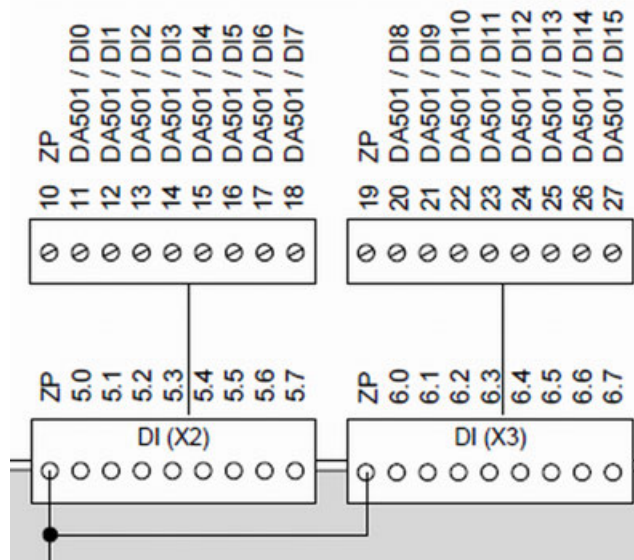 ZP
DA501 / DI0
DA501 / DI1
DA501 / DI2
DA501 / DI3
DA501 / DI4
DA501 / DI5
DA501 / DI6
DA501 / DI7
ZP
DA501 / DI8
DA501 / DI9
DA501 / DI10
DA501 / DI11
DA501 / DI12
DA501 / DI13
DA501 / DI14
DA501 / DI15
10
11
12
13
14
15
16
17
18
19
20
21
22
23
24
25
26
27
ZP
5.0
5.1
5.2
5.3
5.4
5.5
5.6
5.7
ZP
6.0
6.1
6.2
6.3
6.4
6.5
6.6
6.7
DI (X2)
DI (X3)